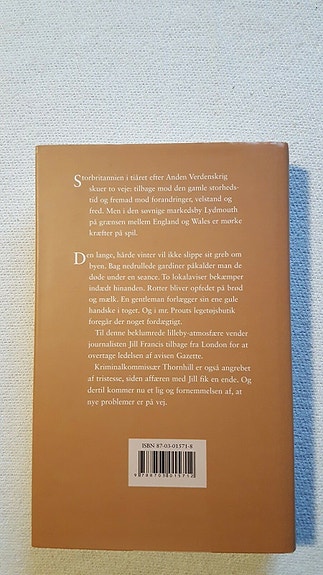 Storbritannien i tiåret efter Anden Verdenskrig
skuer to veje: tilbage mod den gamle storheds-
tid og fremad mod forandringer, velstand og
fred. Men i den søvnige markedsby Lydmouth
på grænsen mellem England og Wales er mørke
kræfter på spil.
Den lange, hårde vinter vil ikke slippe sit greb om
byen. Bag nedrullede gardiner påkalder man de
døde under en seance. To lokalaviser bekæmper
indædt hinanden. Rotter bliver opfedet på brød
og mælk. En gentleman forlægger sin ene gule
handske i toget. Og i mr. Prouts legetøjsbutik
foregår der noget fordægtigt.
Til denne beklumrede lilleby-atmosfære vender
journalisten Jill Francis tilbage fra London for at
overtage ledelsen af avisen Gazette.
Kriminalkommissær Thornhill er også angrebet
af tristesse, siden affæren med Jill fik en ende. Og
dertil kommer nu et lig og fornemmelsen af, at
nye problemer er på vej.
ISBN 87-03-01571-8
9 788703 015712